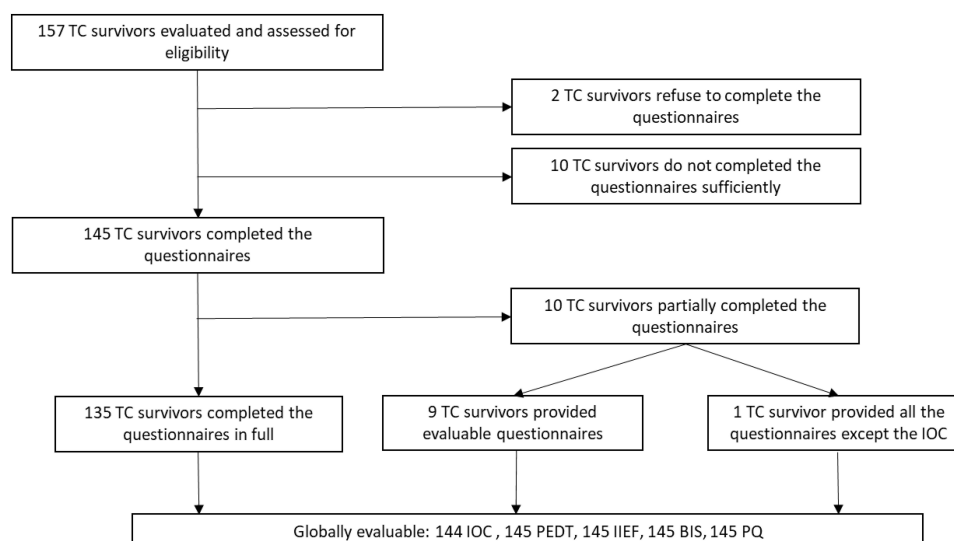 157 TC survivors evaluated and assessed for
eligibility
2 TC survivors refuse to complete the
questionnaires
10 TC survivors do not completed the
questionnaires sufficiently
145 TC survivors completed the
questionnaires
10 TC survivors partially completed the
questionnaires
135 TC survivors completed the
questionnaires in full
9 TC survivors provided
evaluable questionnaires
1 TC survivor provided all the
questionnaires except the IOC
Globally evaluable: 144 IOC , 145 PEDT, 145 IIEF, 145 BIS, 145 PQ